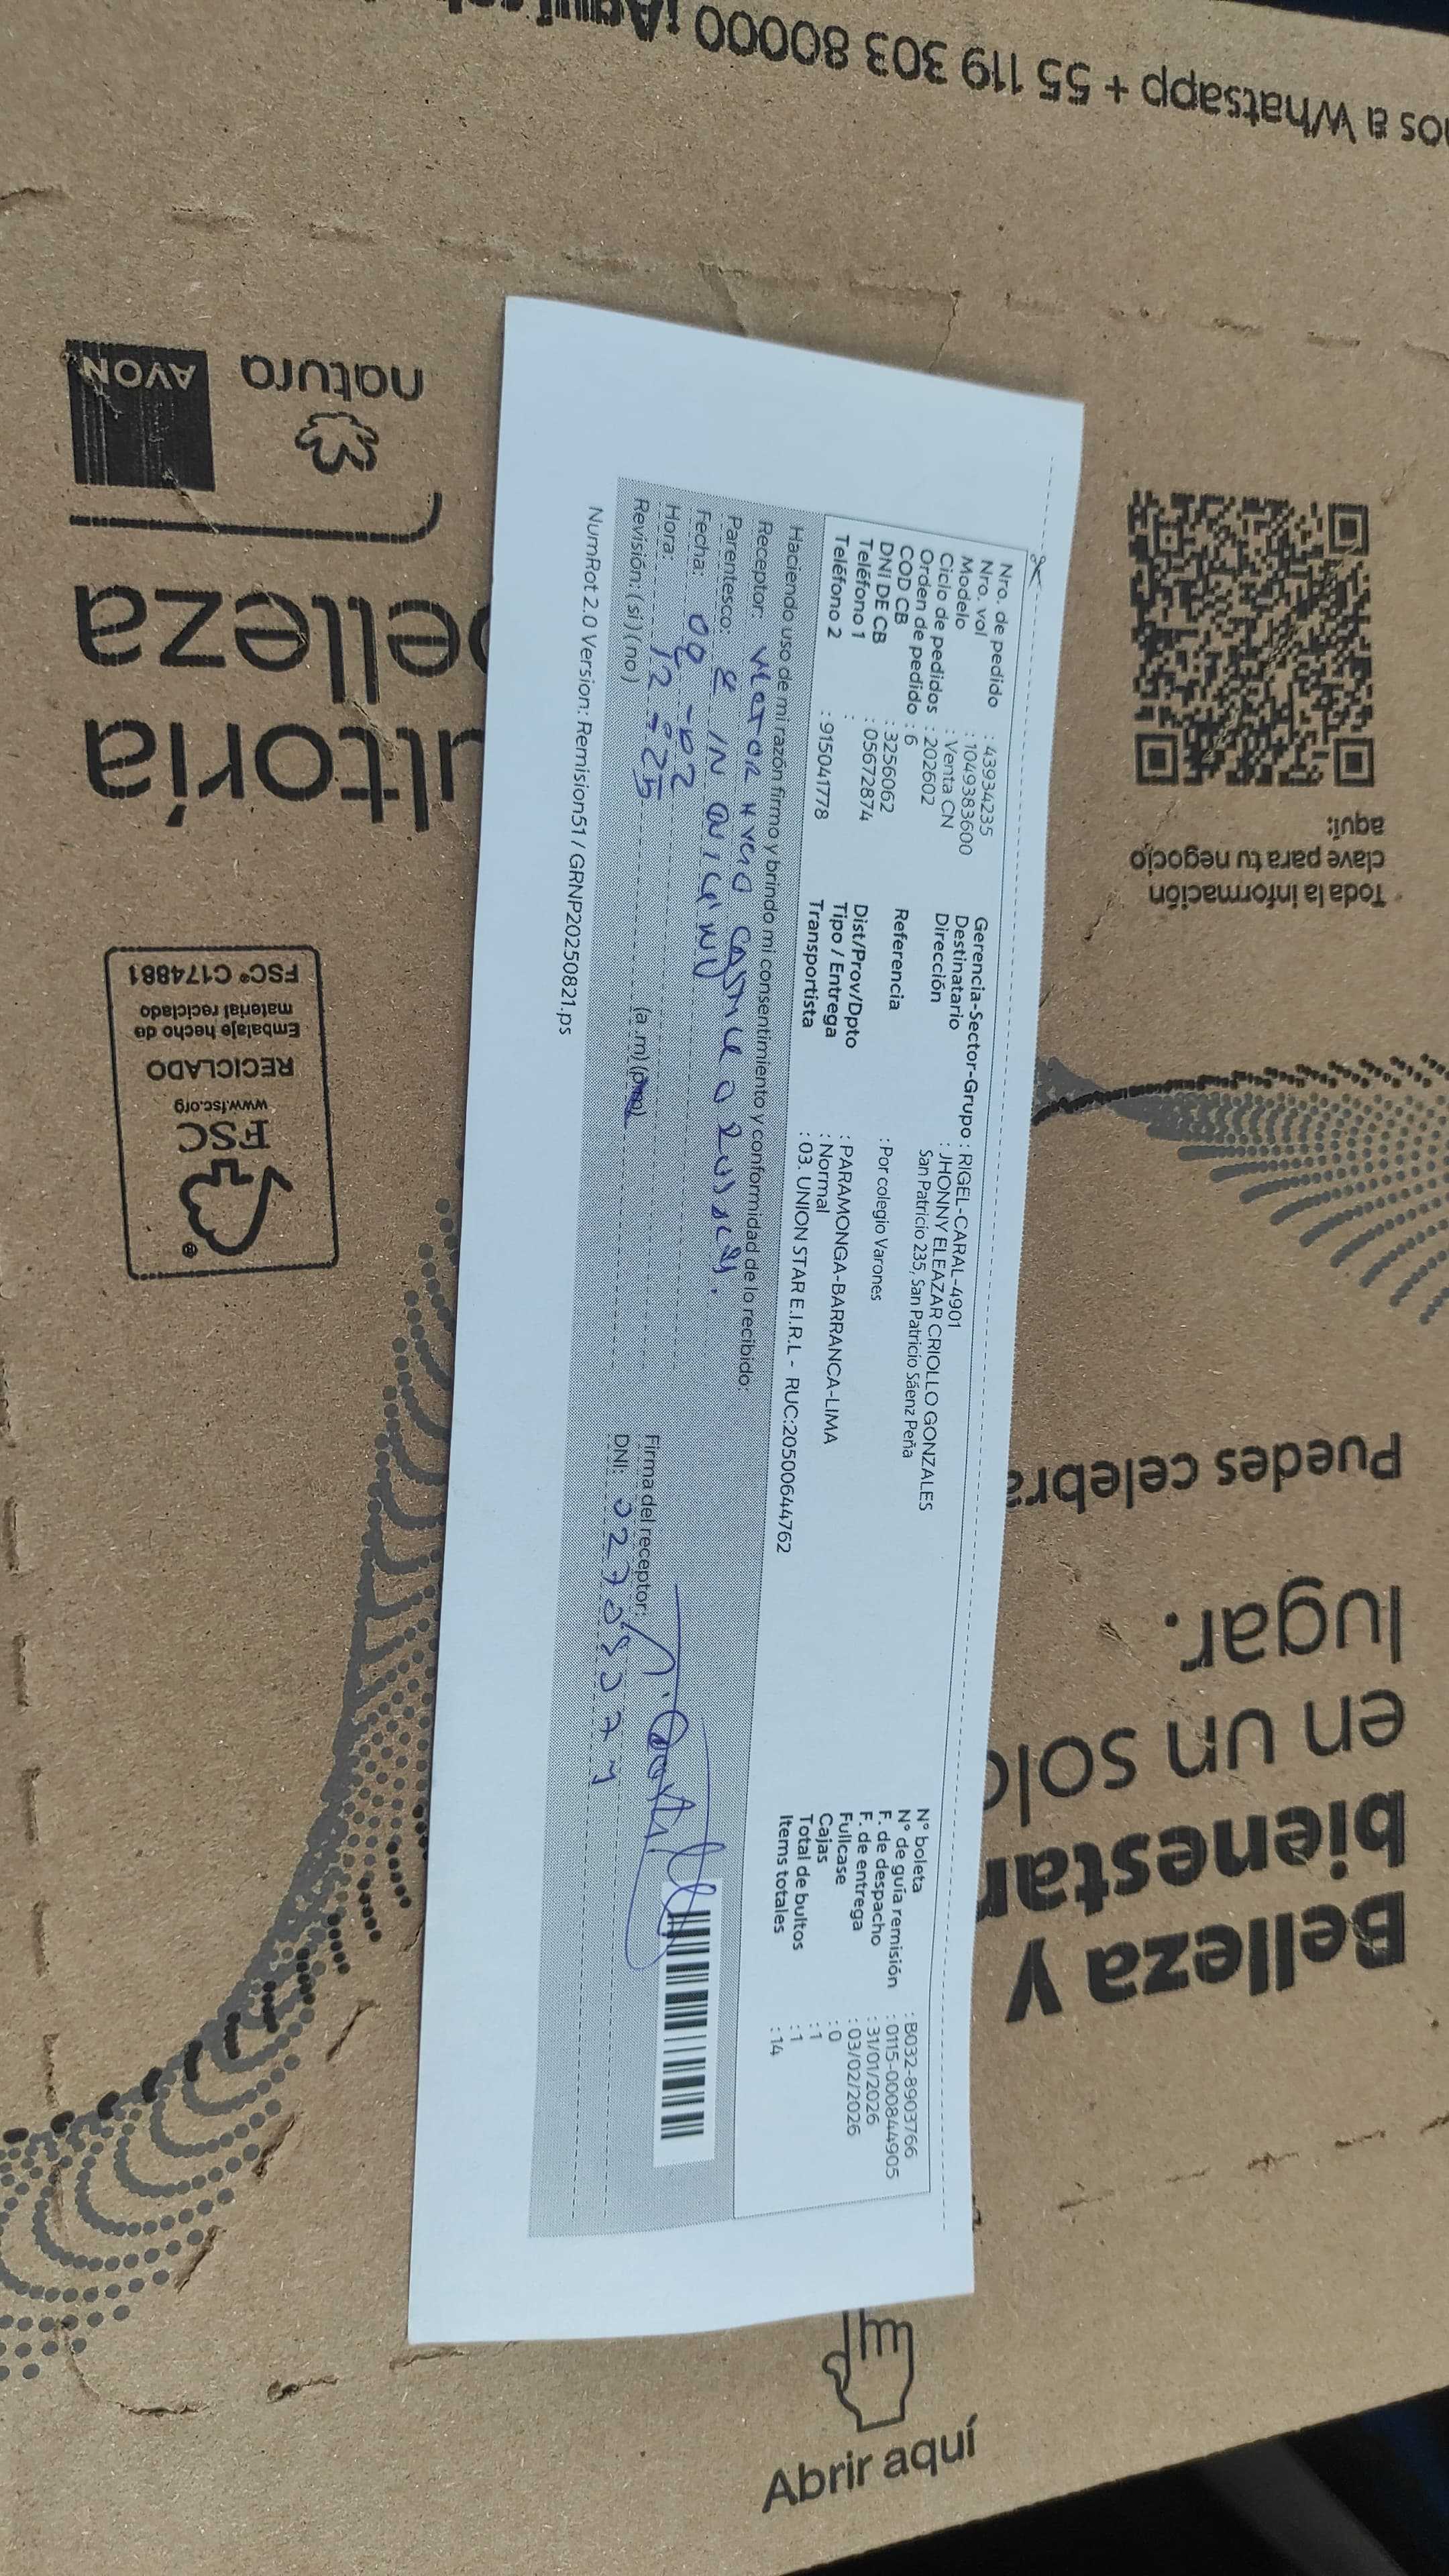 Nro. de pedido : 43934235
Nro. vol : 1049383600
Modelo : Venta CN
Ciclo de pedidos : 202602
Orden de pedido : 6
COD CB : 3256062
DNI DE CB : 05672874
Teléfono 1 :
Teléfono 2 : 915041778
Gerencia-Sector-Grupo : RIGEL-CARAL-4901
Destinatario : JHONNY ELEAZAR CRIOLLO GONZALES
Dirección San Patricio 235, San Patricio Sáenz Peña
Referencia : Por colegio Varones
Dist/Prov/Dpto : PARAMONGA-BARRANCA-LIMA
Tipo / Entrega : Normal
Transportista : 03. UNION STAR E.I.R.L - RUC:20500644762
N° boleta : B032-8903766
N° de guía remisión : 0115-000844905
F. de despacho : 31/01/2026
F. de entrega : 03/02/2026
Fullcase : 0
Cajas : 1
Total de bultos : 1
Items totales : 14
Haciendo uso de mi razón firmo y brindo mi consentimiento y conformidad de lo recibido:
Receptor: VICTOR
Parentesco: INQUILINO
Fecha: 08 - 02
Hora: 12 - 25 (a.m) (pm)
Revisión: ( si ) ( no )
Firma del receptor:
DNI:
NumRot 2.0 Version: Remision51 / GRNP20250821.ps
os a Whatsapp + 55 119 303 80000 ¡Aquí
Toda la información
clave para tu negocio
aquí:
Puedes celebra
Belleza y
bienestar
en un solo
lugar.
ultoría
belleza
natura
AVON
FSC
www.fsc.org
RECICLADO
Embalaje hecho de
material reciclado
FSC® C174881
Abrir aquí